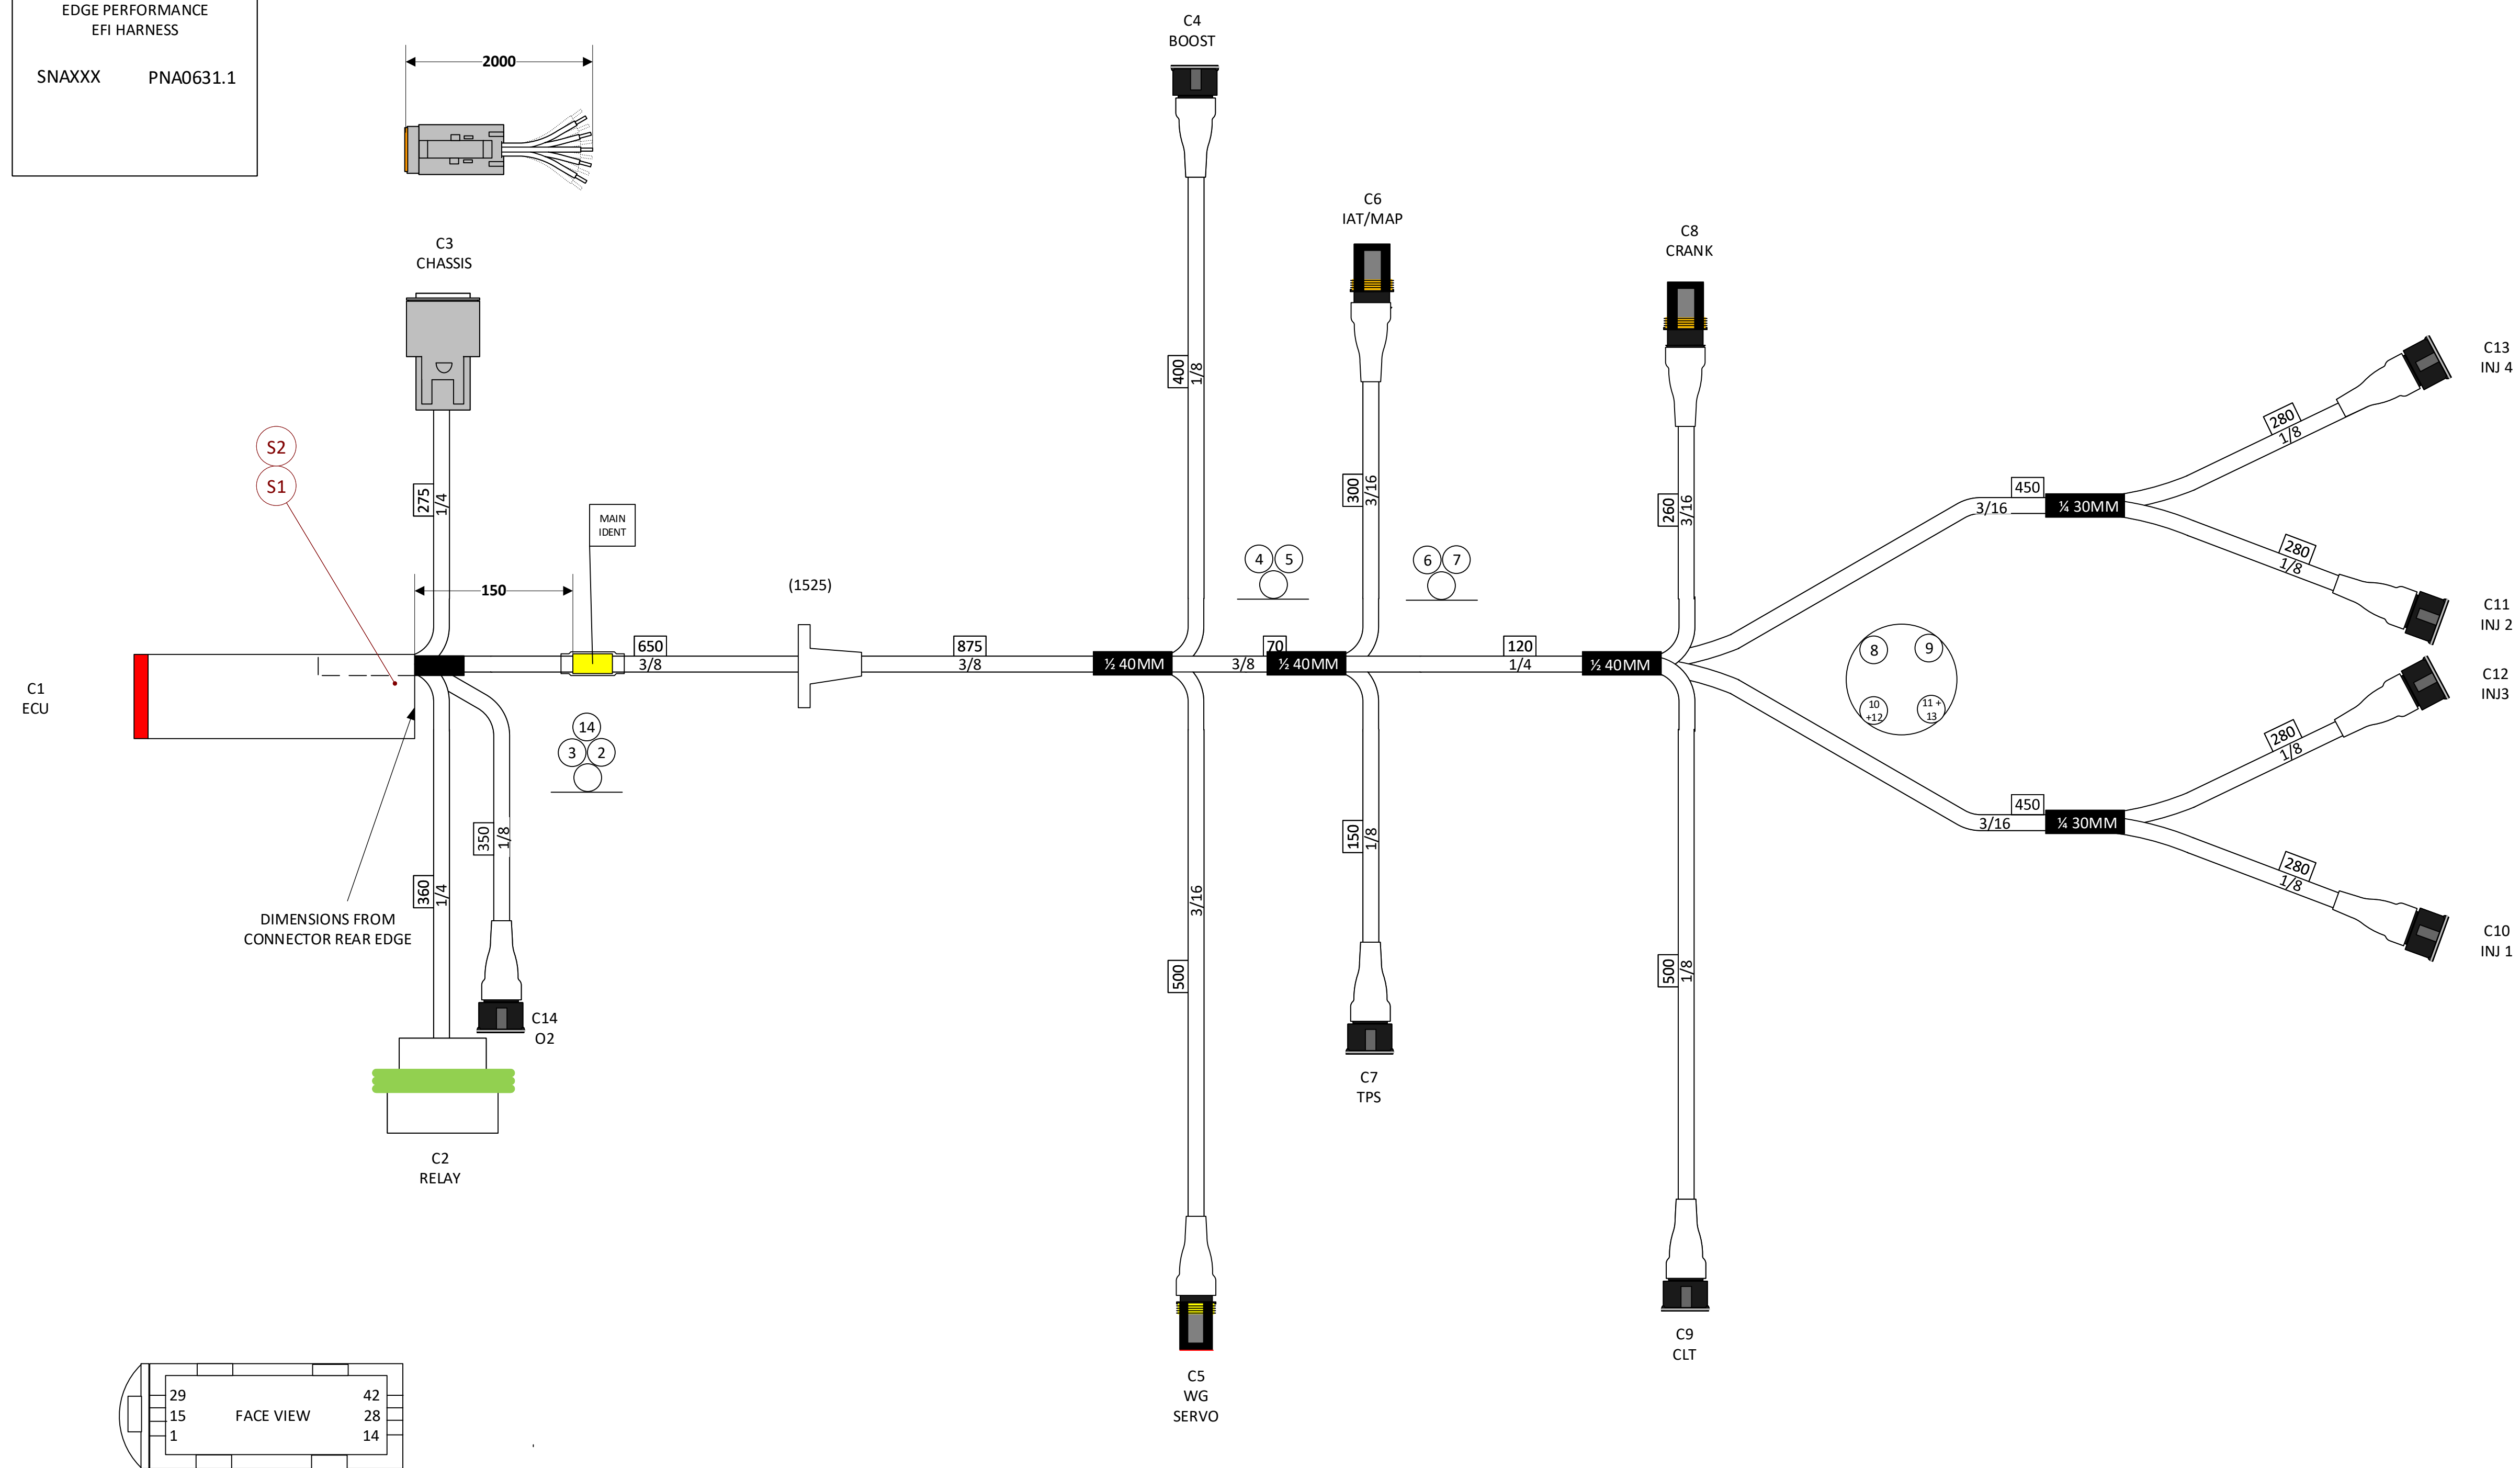 EDGE PERFORMANCE
EFI HARNESS
SNAXXX PNA0631.1
2000
C4
BOOST
C6
IAT/MAP
C8
CRANK
C3
CHASSIS
C13
INJ 4
400
1/8
280
1/8
S2
S1
275
1/4
300
3/16
260
3/16
450
3/16
¼ 30MM
MAIN
IDENT
280
1/8
4 5
6 7
150
(1525)
C11
INJ 2
650
3/8
875
3/8
½ 40MM
3/8
70
½ 40MM
120
1/4
½ 40MM
8 9
10
+12
11 +
13
C1
ECU
C12
INJ3
14
3 2
280
1/8
350
1/8
150
1/8
450
3/16
¼ 30MM
360
1/4
3/16
280
1/8
DIMENSIONS FROM
CONNECTOR REAR EDGE
C10
INJ 1
500
500
1/8
C14
O2
C7
TPS
C2
RELAY
C9
CLT
C5
WG
SERVO
29 42
15 FACE VIEW 28
1 14